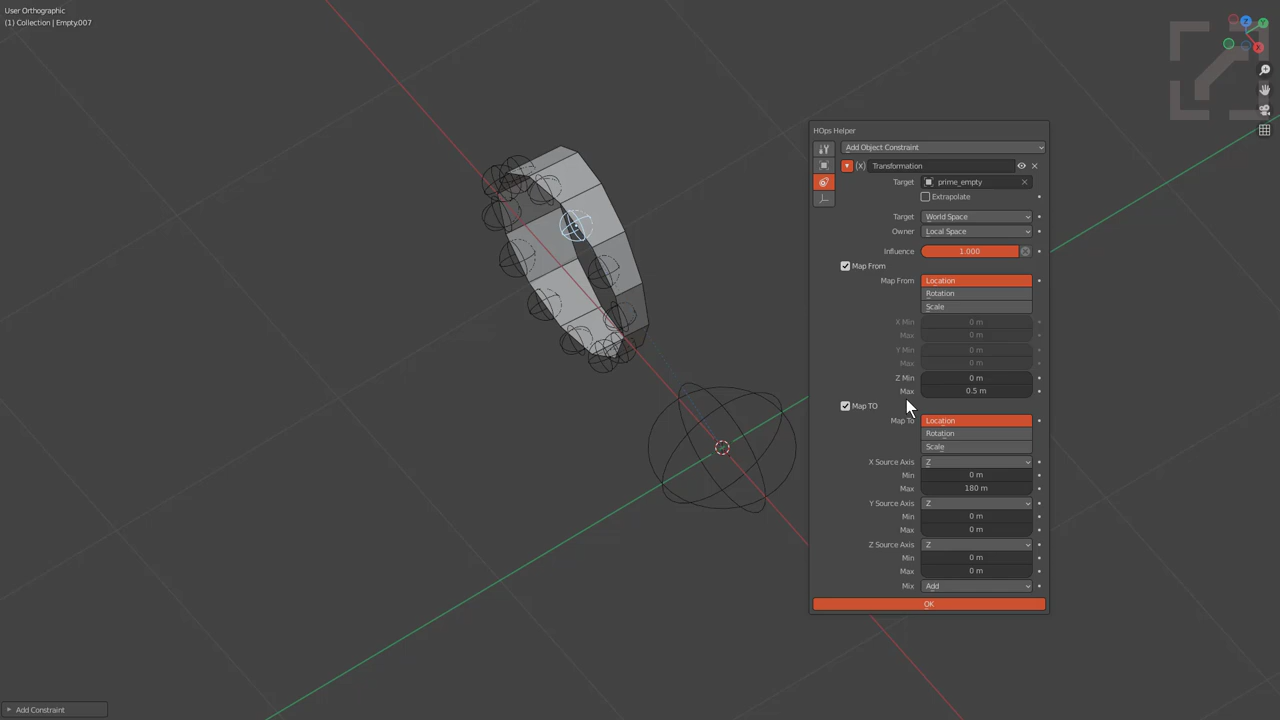 User Orthographic
(1) Collection | Empty.007
Z
Y
X
HOps Helper
Add Object Constraint
(X) Transformation
Target prime_empty
Extrapolate
Target World Space
Owner Local Space
Influence 1.000
Map From
Map From Location
Rotation
Scale
X Min 0 m
Max 0 m
Y Min 0 m
Max 0 m
Z Min 0 m
Max 0.5 m
Map TO
Map To Location
Rotation
Scale
X Source Axis Z
Min 0 m
Max 180 m
Y Source Axis Z
Min 0 m
Max 0 m
Z Source Axis Z
Min 0 m
Max 0 m
Mix Add
OK
Add Constraint